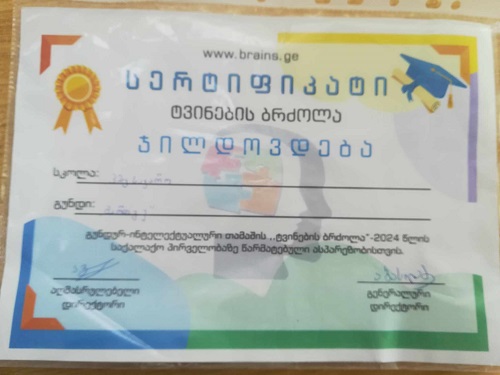 www.brains.ge
სერტიფიკატი
ტვინების ბრძოლა
ჯილდოვდება
სკოლა:
გუნდი:
გუნდურ-ინტელექტუალური თამაშის ,,ტვინების ბრძოლა"-2024 წლის
საქალაქო პირველობაზე წარმატებული ასპარეზობისთვის.
აღმასრულებელი
დირექტორი
გენერალური
დირექტორი